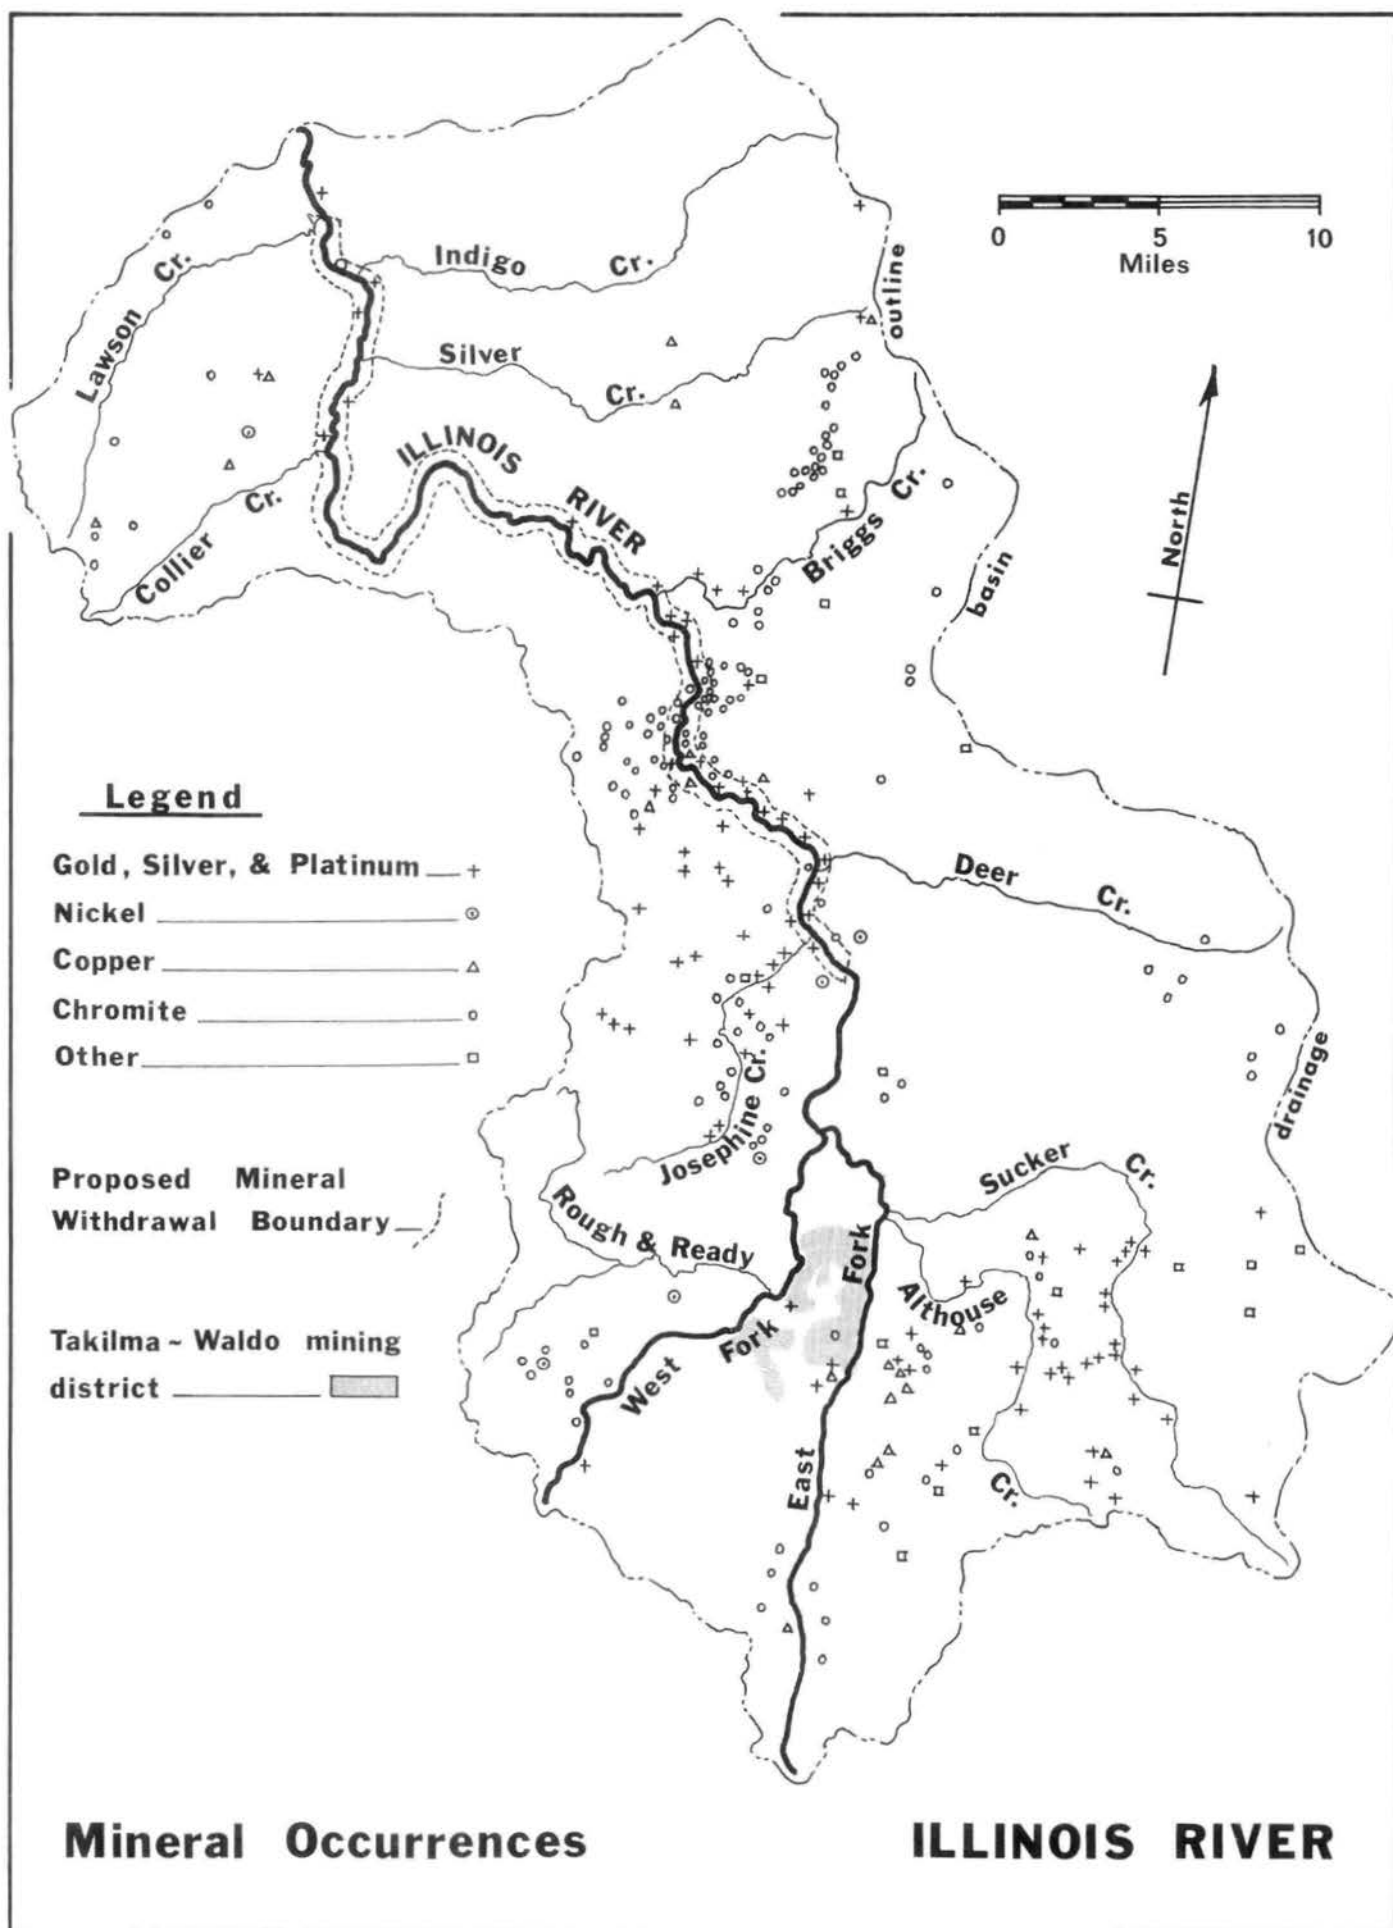 0 5 10
Miles
North
Indigo Cr.
Lawson Cr.
Silver Cr.
Collier Cr.
ILLINOIS RIVER
Briggs Cr.
outline
basin
drainage
Legend
Gold, Silver, & Platinum +
Nickel
Copper
Chromite
Other
Proposed Mineral
Withdrawal Boundary
Takilma ~ Waldo mining
district
Deer Cr.
Josephine Cr.
Rough & Ready
Sucker Cr.
Althouse Cr.
West Fork
East Fork
Mineral Occurrences
ILLINOIS RIVER